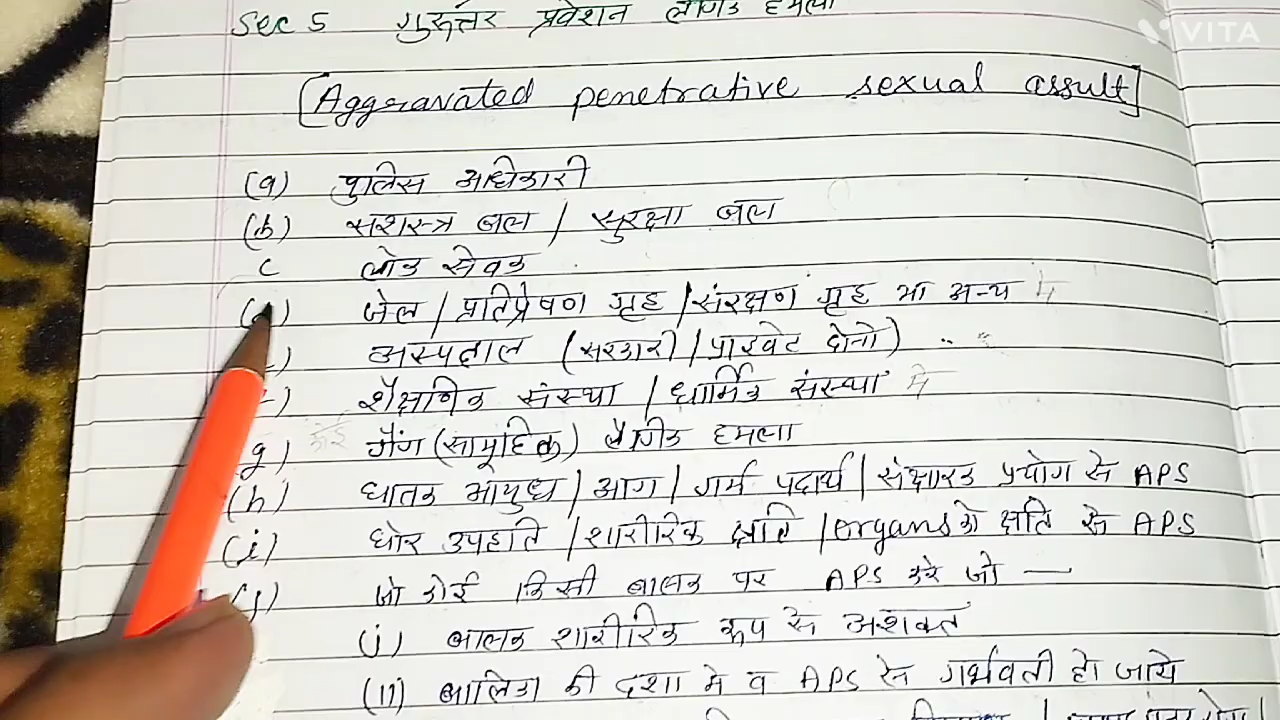 VITA
Sec 5 गुरुत्तर प्रवेशन लैंगिक हमला
[Aggravated penetrative sexual assult]
(a) पुलिस अधिकारी
(b) सशस्त्र बल / सुरक्षा बल
c लोक सेवक
( ) जेल / प्रतिप्रेषण गृह / संरक्षण गृह या अन्य
अस्पताल (सरकारी / प्राइवेट दोनो) ..
शैक्षणिक संस्था / धार्मिक संस्था में
g) कोई गैंग (सामूहिक) लैंगिक हमला
(h) घातक आयुध / आग / गर्म पदार्थ / संक्षारक प्रयोग से APS
(i) घोर उपहति / शारीरिक क्षति / organs को क्षति से APS
(j) जो कोई किसी बालक पर APS करे जो —
(i) बालक शारीरिक रूप से अशक्त
(ii) बालिका की दशा मे व APS से गर्भवती हो जाये